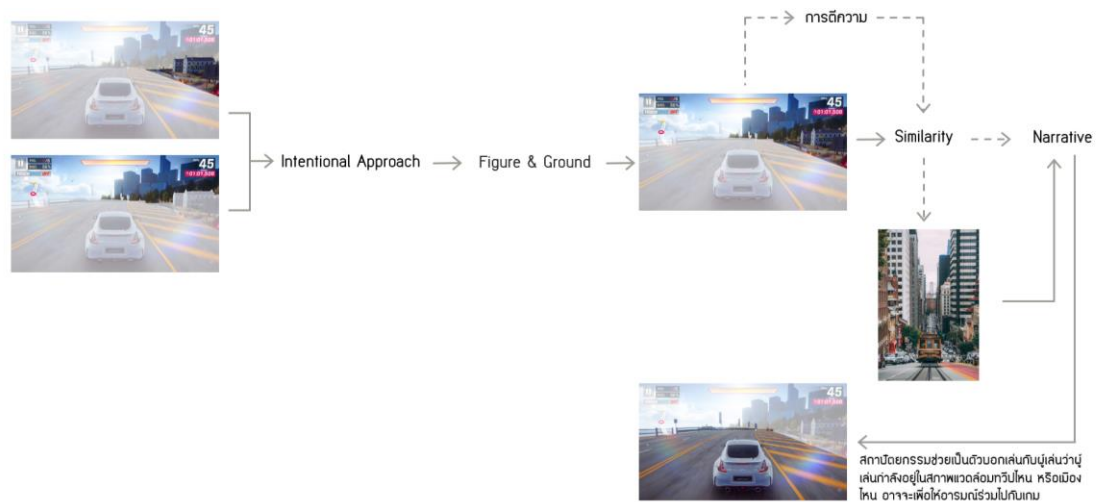 การตีความ
45
45
45
Intentional Approach
Figure & Ground
Similarity
Narrative
45
สถาปัตยกรรมช่วยเป็นตัวบอกเล่นกับผู้เล่นว่าผู้
เล่นกำลังอยู่ในสภาพแวดล้อมทวีปไหน หรือเมือง
ไหน อาจจะเพื่อให้อารมณ์ร่วมไปกับเกม